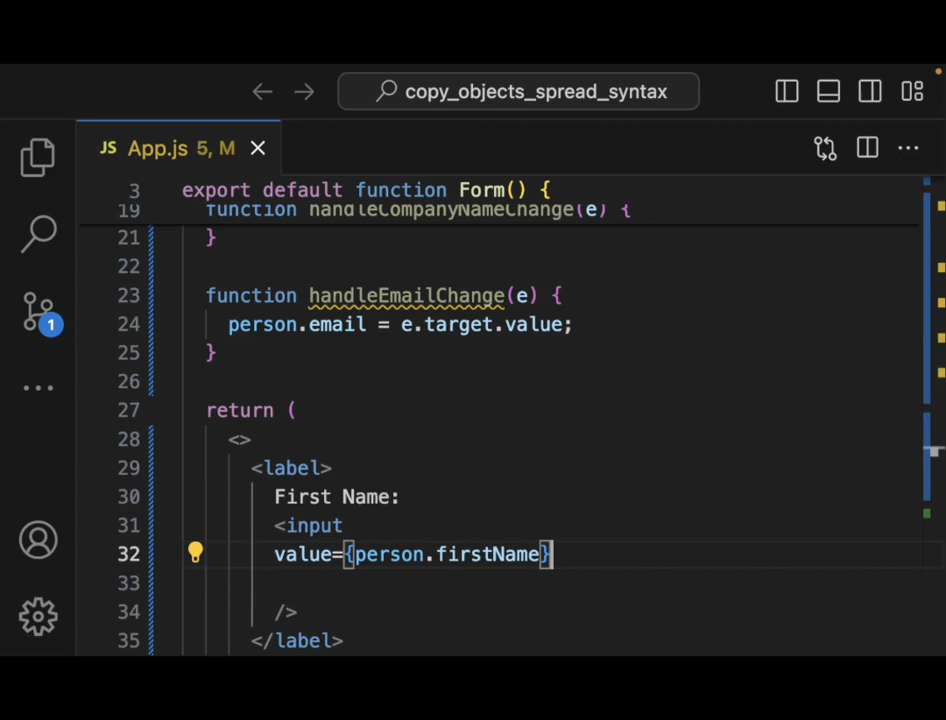 copy_objects_spread_syntax
JS App.js 5, M
3 export default function Form() {
19 function handleCompanyNameChange(e) {
21 }
22
23 function handleEmailChange(e) {
24 person.email = e.target.value;
25 }
26
27 return (
28 <>
29 <label>
30 First Name:
31 <input
32 value={person.firstName}
33
34 />
35 </label>
1